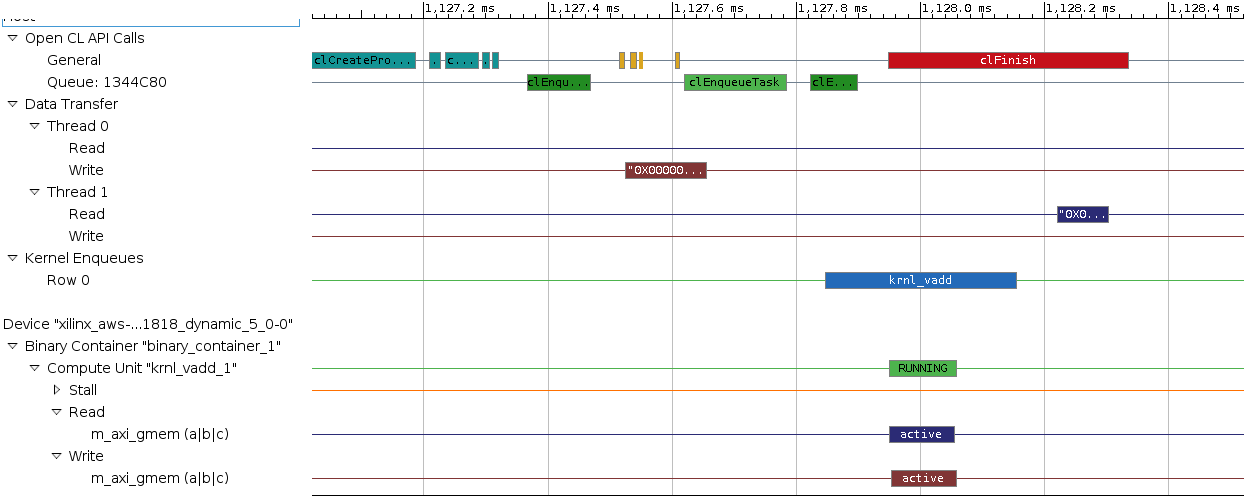 1,127.2 ms 1,127.4 ms 1,127.6 ms 1,127.8 ms 1,128.0 ms 1,128.2 ms 1,128.4 ms
Open CL API Calls
General clCreatePro... . c... . . clFinish
Queue: 1344C80 clEnqu... clEnqueueTask clE...
Data Transfer
Thread 0
Read
Write "0X00000...
Thread 1
Read "0X0...
Write
Kernel Enqueues
Row 0 krnl_vadd
Device "xilinx_aws-...1818_dynamic_5_0-0"
Binary Container "binary_container_1"
Compute Unit "krnl_vadd_1" RUNNING
Stall
Read
m_axi_gmem (a|b|c) active
Write
m_axi_gmem (a|b|c) active